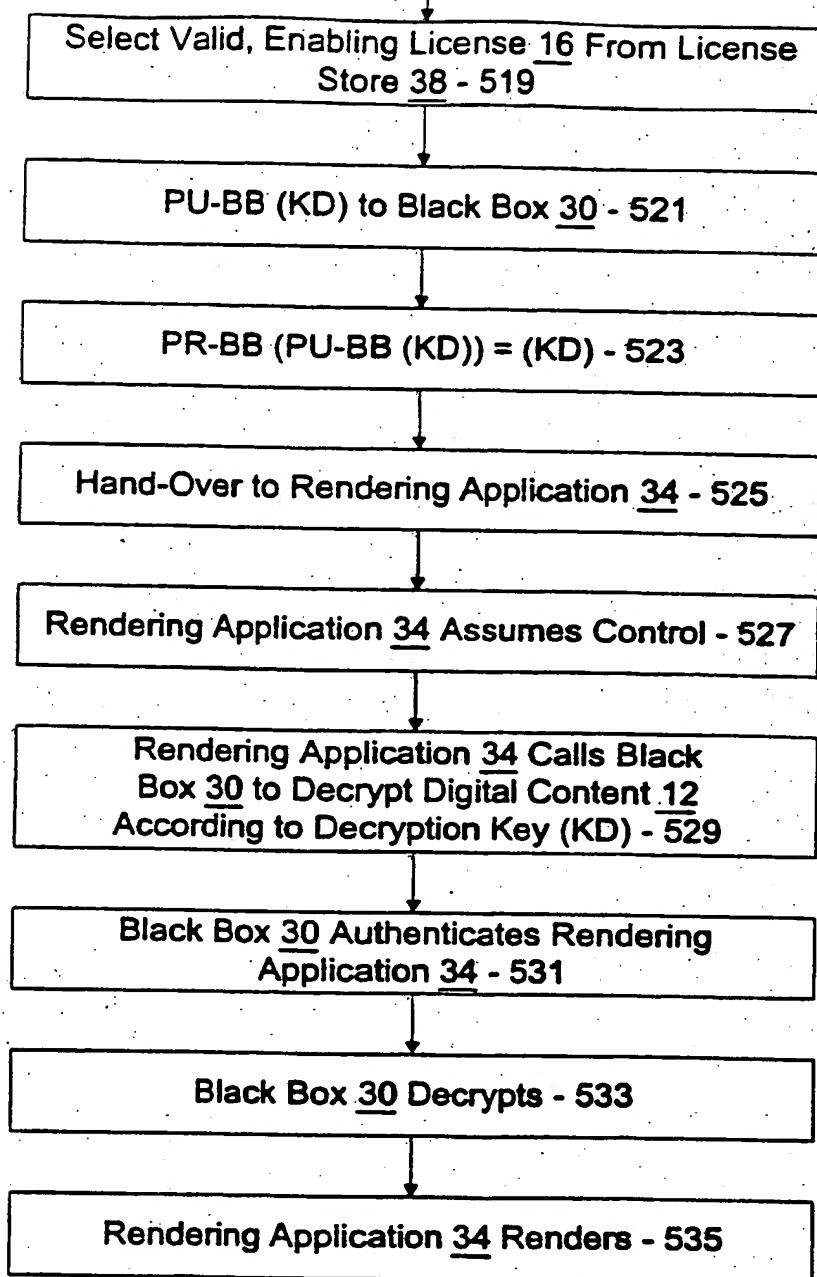 Select Valid, Enabling License 16 From License
Store 38 - 519
PU-BB (KD) to Black Box 30 - 521
PR-BB (PU-BB (KD)) = (KD) - 523
Hand-Over to Rendering Application 34 - 525
Rendering Application 34 Assumes Control - 527
Rendering Application 34 Calls Black
Box 30 to Decrypt Digital Content 12
According to Decryption Key (KD) - 529
Black Box 30 Authenticates Rendering
Application 34 - 531
Black Box 30 Decrypts - 533
Rendering Application 34 Renders - 535